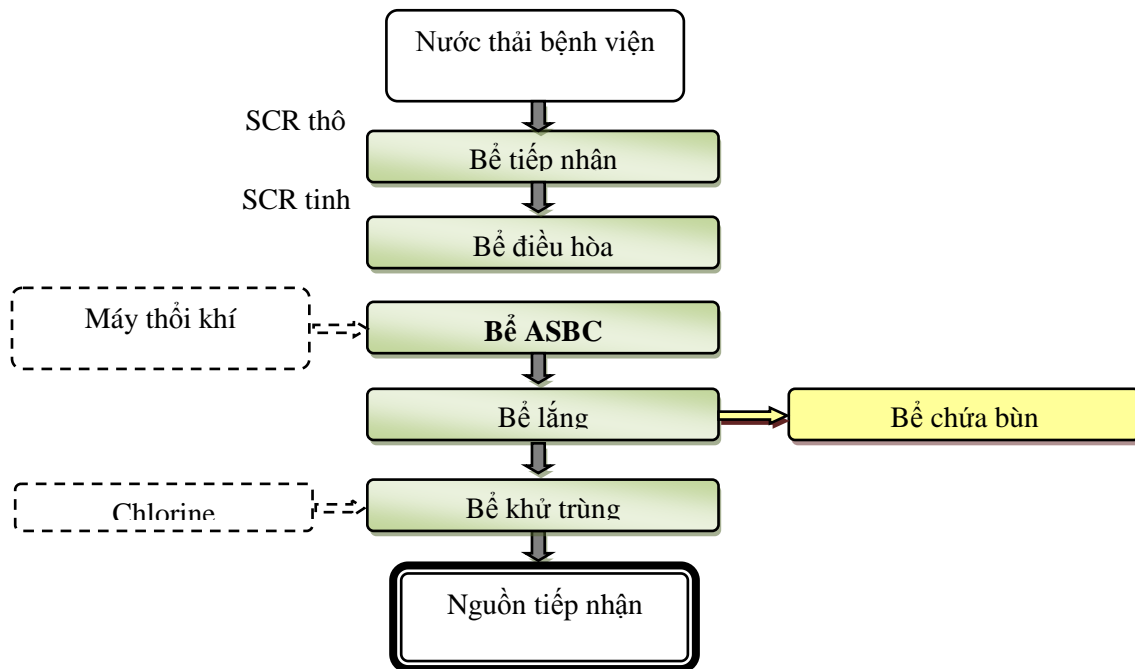 Nước thải bệnh viện
SCR thô
Bể tiếp nhân
SCR tinh
Bể điều hòa
Máy thổi khí
Bể ASBC
Bể lắng
Bể chứa bùn
Chlorine
Bể khử trùng
Nguồn tiếp nhận